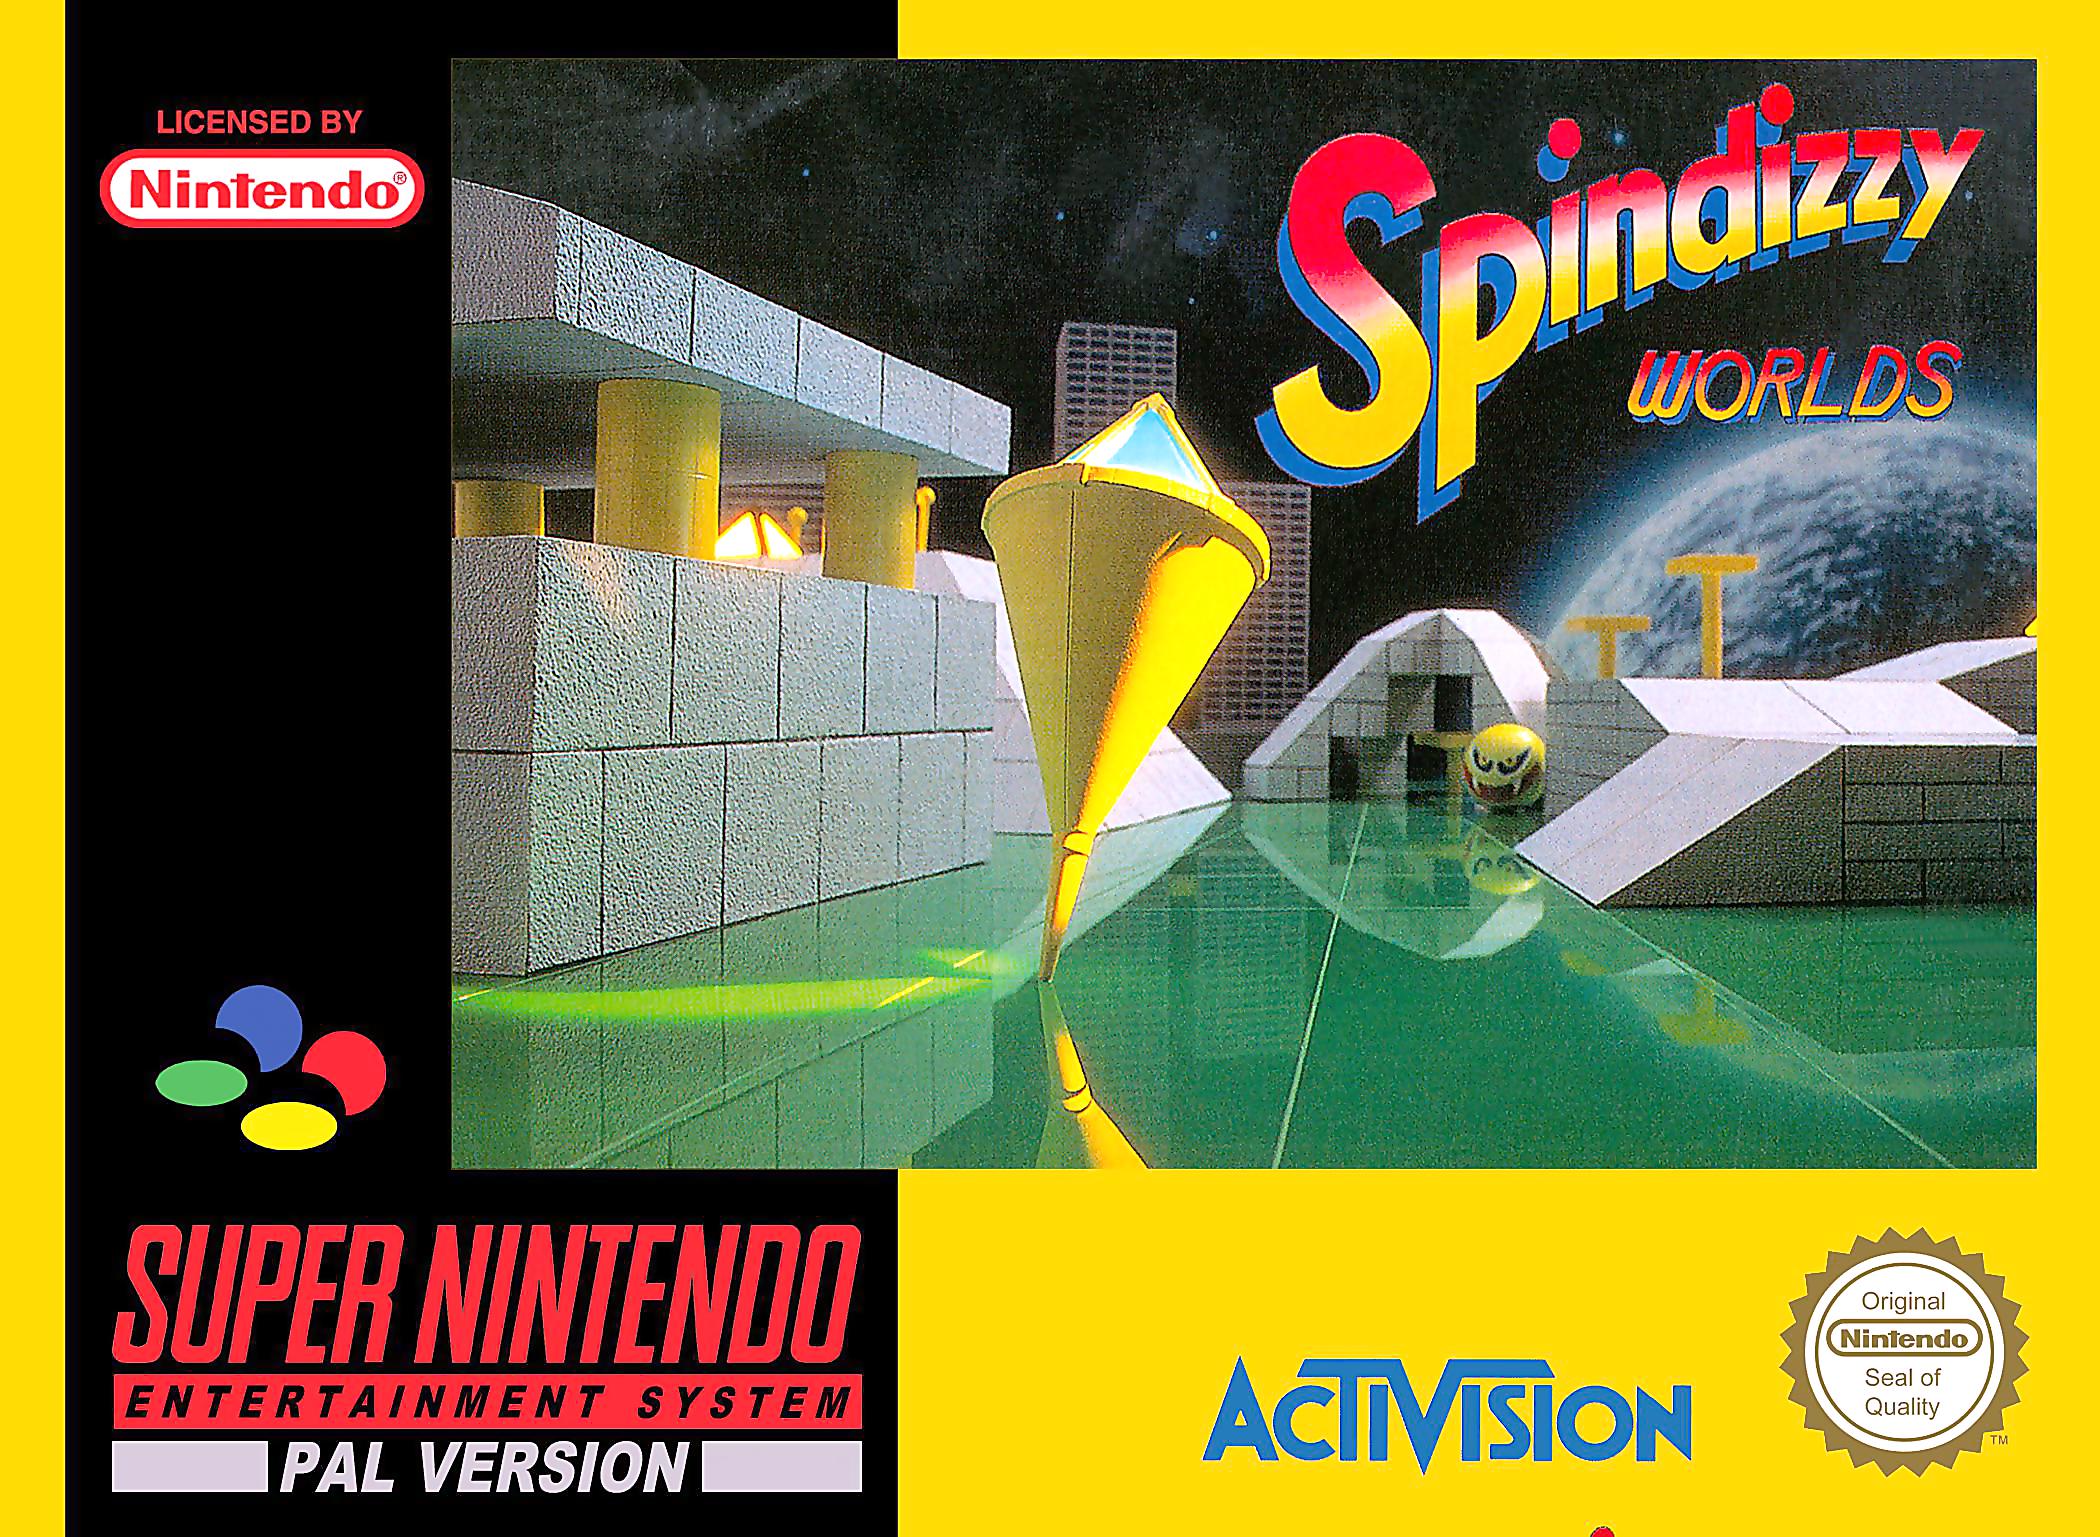 LICENSED BY
Nintendo®
Spindizzy
WORLDS
SUPER NINTENDO
ENTERTAINMENT SYSTEM
PAL VERSION
ACTIVISION
Original
Nintendo
Seal of
Quality
TM